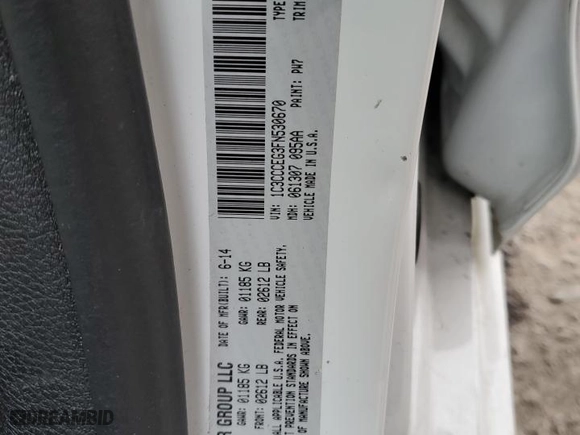 R GROUP LLC
DATE OF MFR(BUILT): 6-14
GAWR: 01185 KG
FRONT: 02612 LB
GAWR: 01185 KG
REAR: 02612 LB
ALL APPLICABLE U.S.A. FEDERAL MOTOR VEHICLE SAFETY,
T PREVENTION STANDARDS IN EFFECT ON
OF MANUFACTURE SHOWN ABOVE.
VIN: 1C3CCCEG3FN530670
TYPE
TRIM
MDH: 061307 095AA
PAINT: PW7
VEHICLE MADE IN U.S.A.
DREAMBID